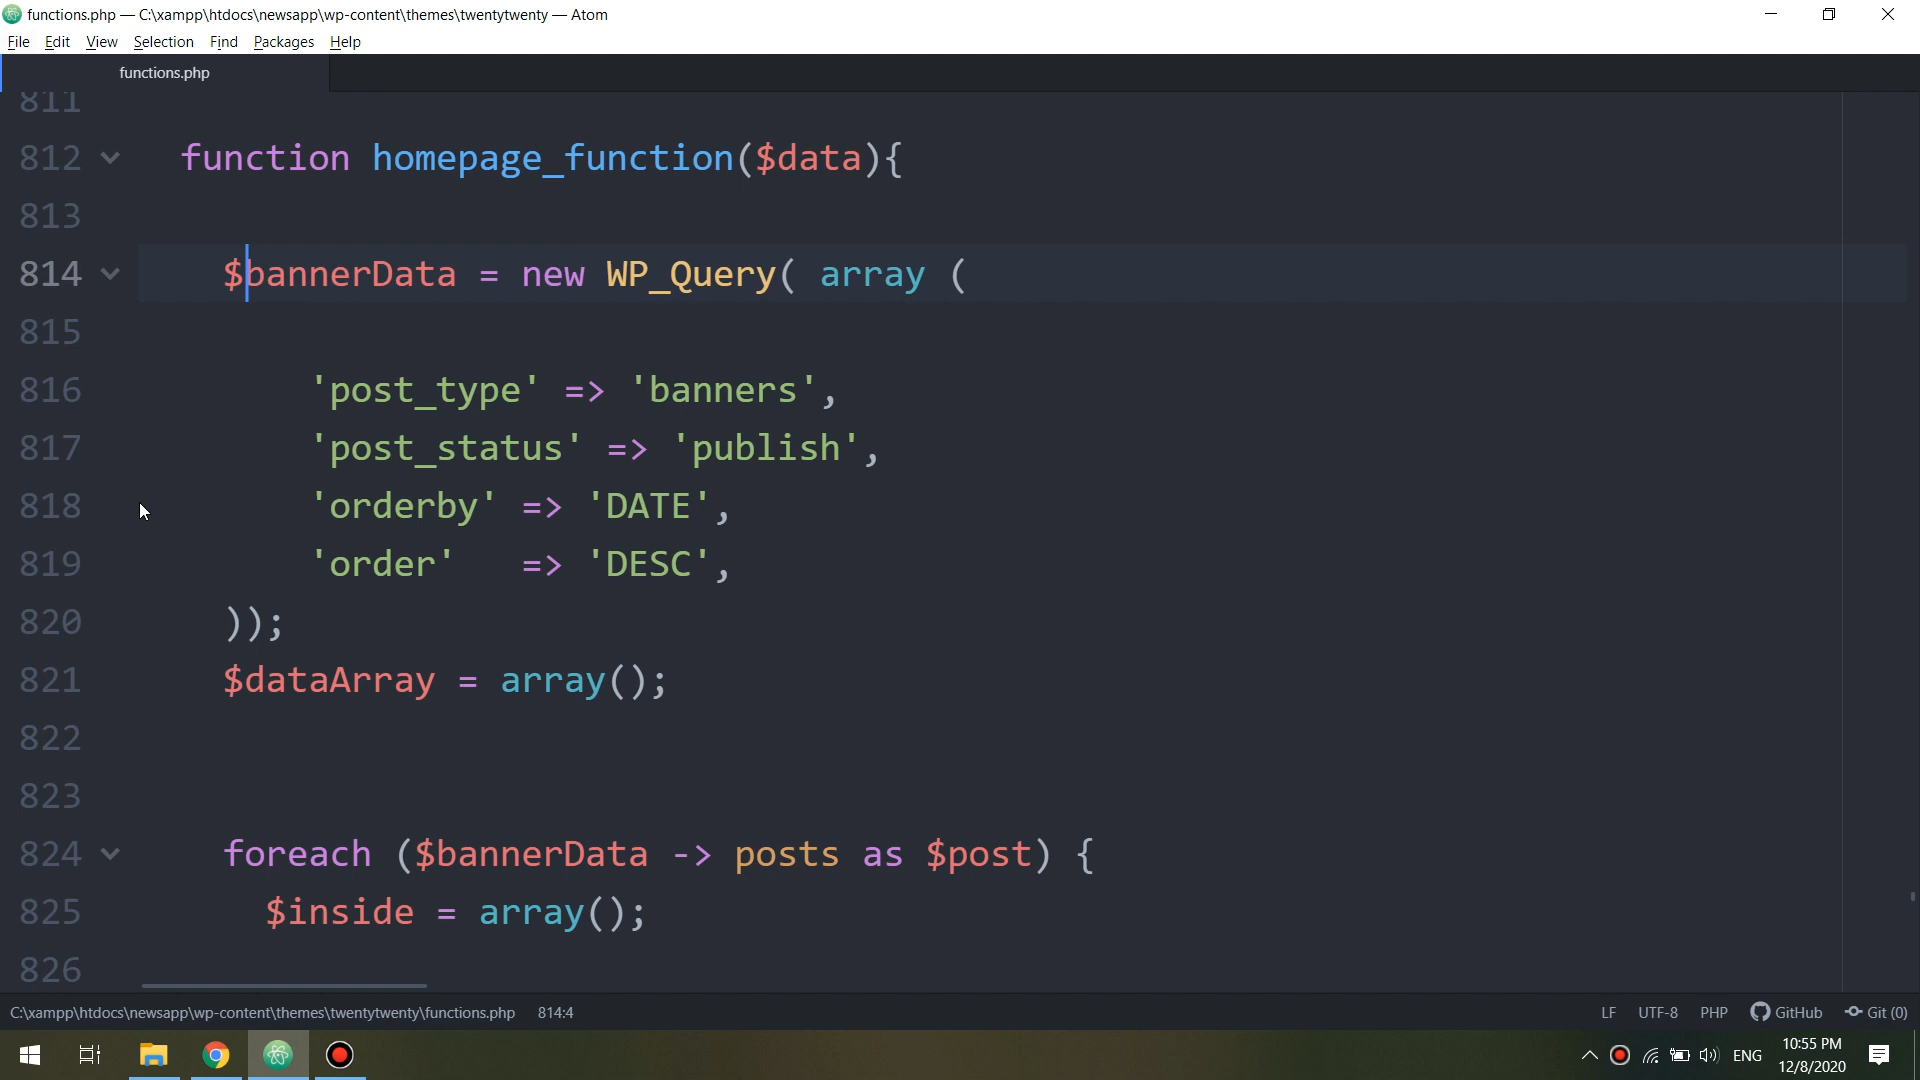 functions.php — C:\xampp\htdocs\newsapp\wp-content\themes\twentytwenty — Atom
File Edit View Selection Find Packages Help
functions.php
811
812 function homepage_function($data){
813
814 $bannerData = new WP_Query( array (
815
816 'post_type' => 'banners',
817 'post_status' => 'publish',
818 'orderby' => 'DATE',
819 'order' => 'DESC',
820 ));
821 $dataArray = array();
822
823
824 foreach ($bannerData -> posts as $post) {
825 $inside = array();
826
C:\xampp\htdocs\newsapp\wp-content\themes\twentytwenty\functions.php 814:4 LF UTF-8 PHP GitHub Git (0)
ENG 10:55 PM
12/8/2020